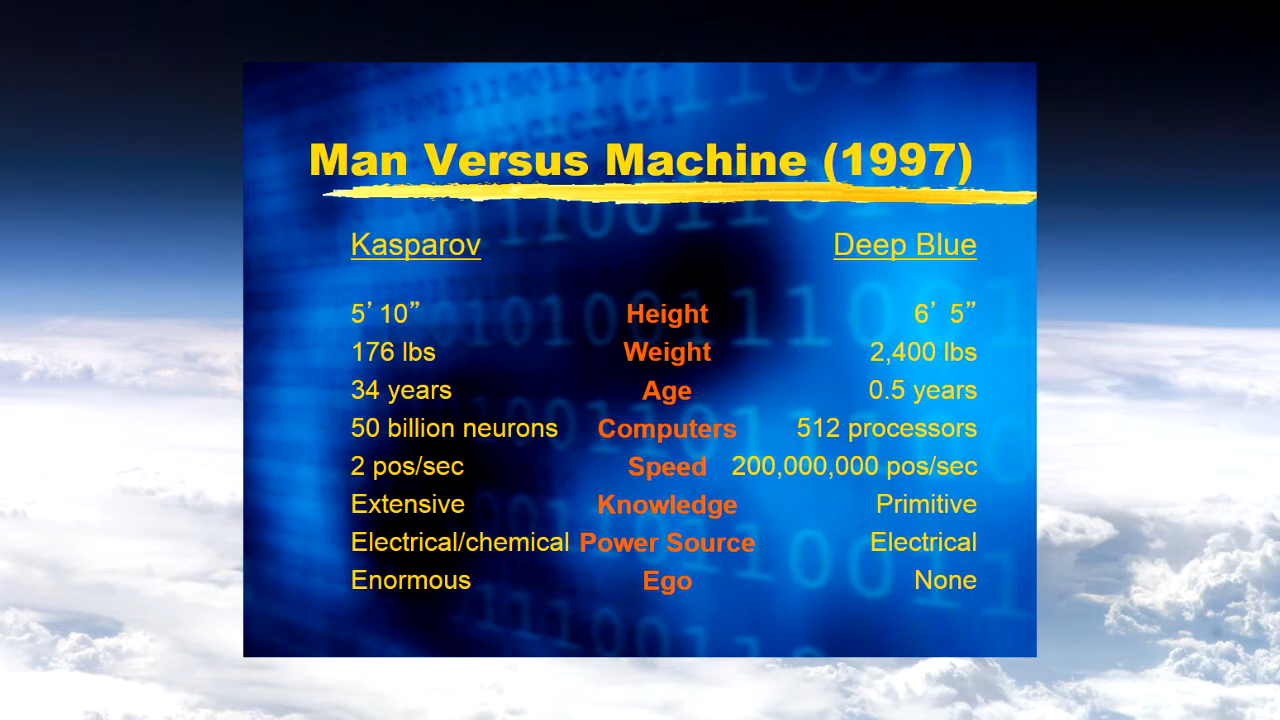 Man Versus Machine (1997)
Kasparov Deep Blue
5’ 10” Height 6’ 5”
176 lbs Weight 2,400 lbs
34 years Age 0.5 years
50 billion neurons Computers 512 processors
2 pos/sec Speed 200,000,000 pos/sec
Extensive Knowledge Primitive
Electrical/chemical Power Source Electrical
Enormous Ego None